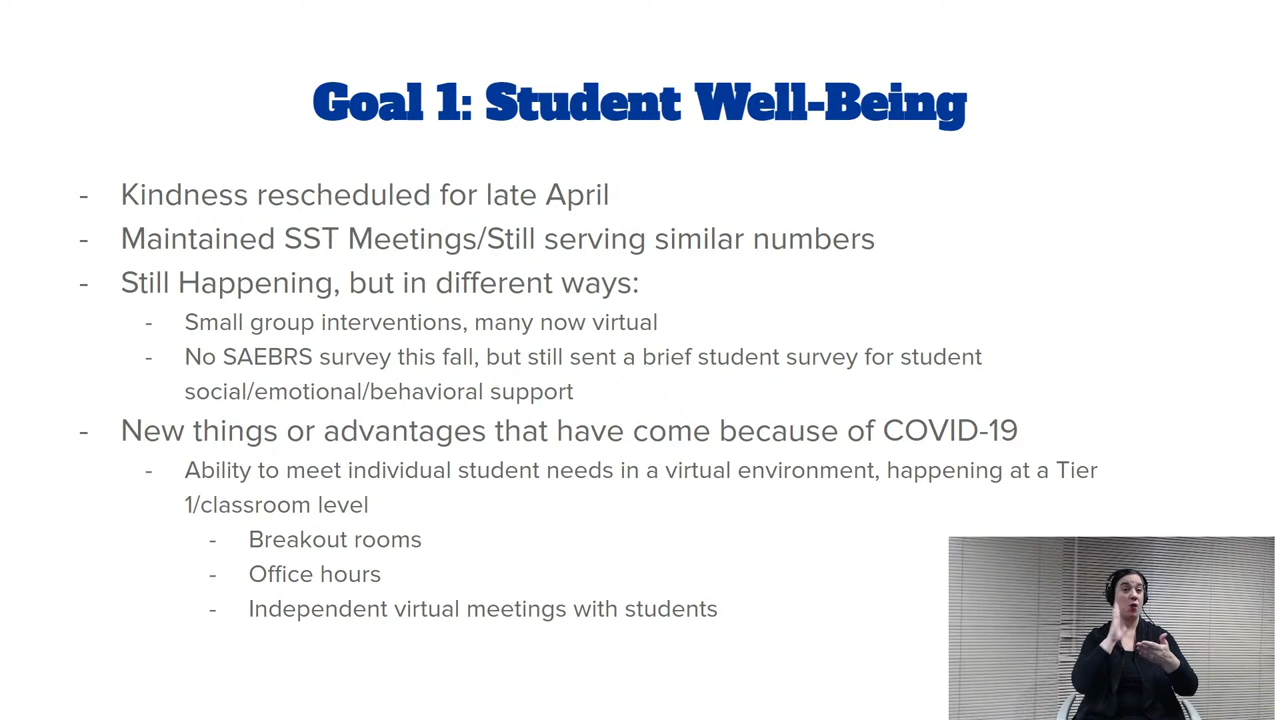 Goal 1: Student Well-Being
- Kindness rescheduled for late April
- Maintained SST Meetings/Still serving similar numbers
- Still Happening, but in different ways:
- Small group interventions, many now virtual
- No SAEBRS survey this fall, but still sent a brief student survey for student
social/emotional/behavioral support
- New things or advantages that have come because of COVID-19
- Ability to meet individual student needs in a virtual environment, happening at a Tier
1/classroom level
- Breakout rooms
- Office hours
- Independent virtual meetings with students